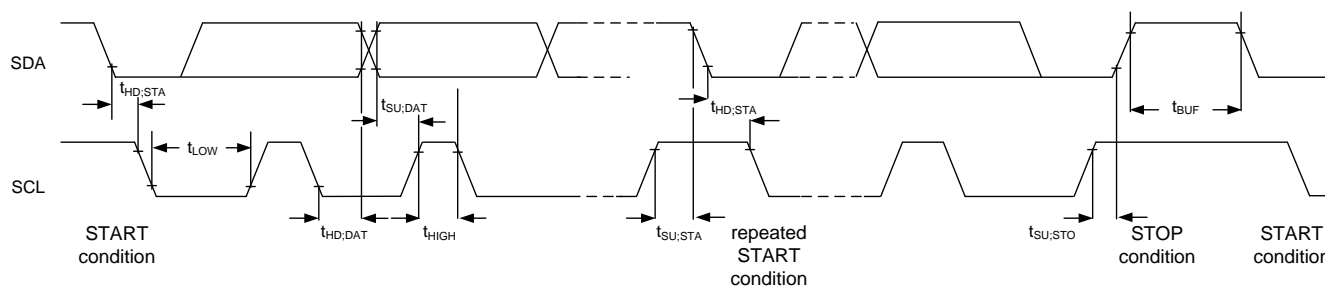 SDA
tHD;STA
tSU;DAT
tHD;STA
tBUF
tLOW
SCL
tHD;DAT
tHIGH
tSU;STA
tSU;STO
START
condition
repeated
START
condition
STOP
condition
START
condition